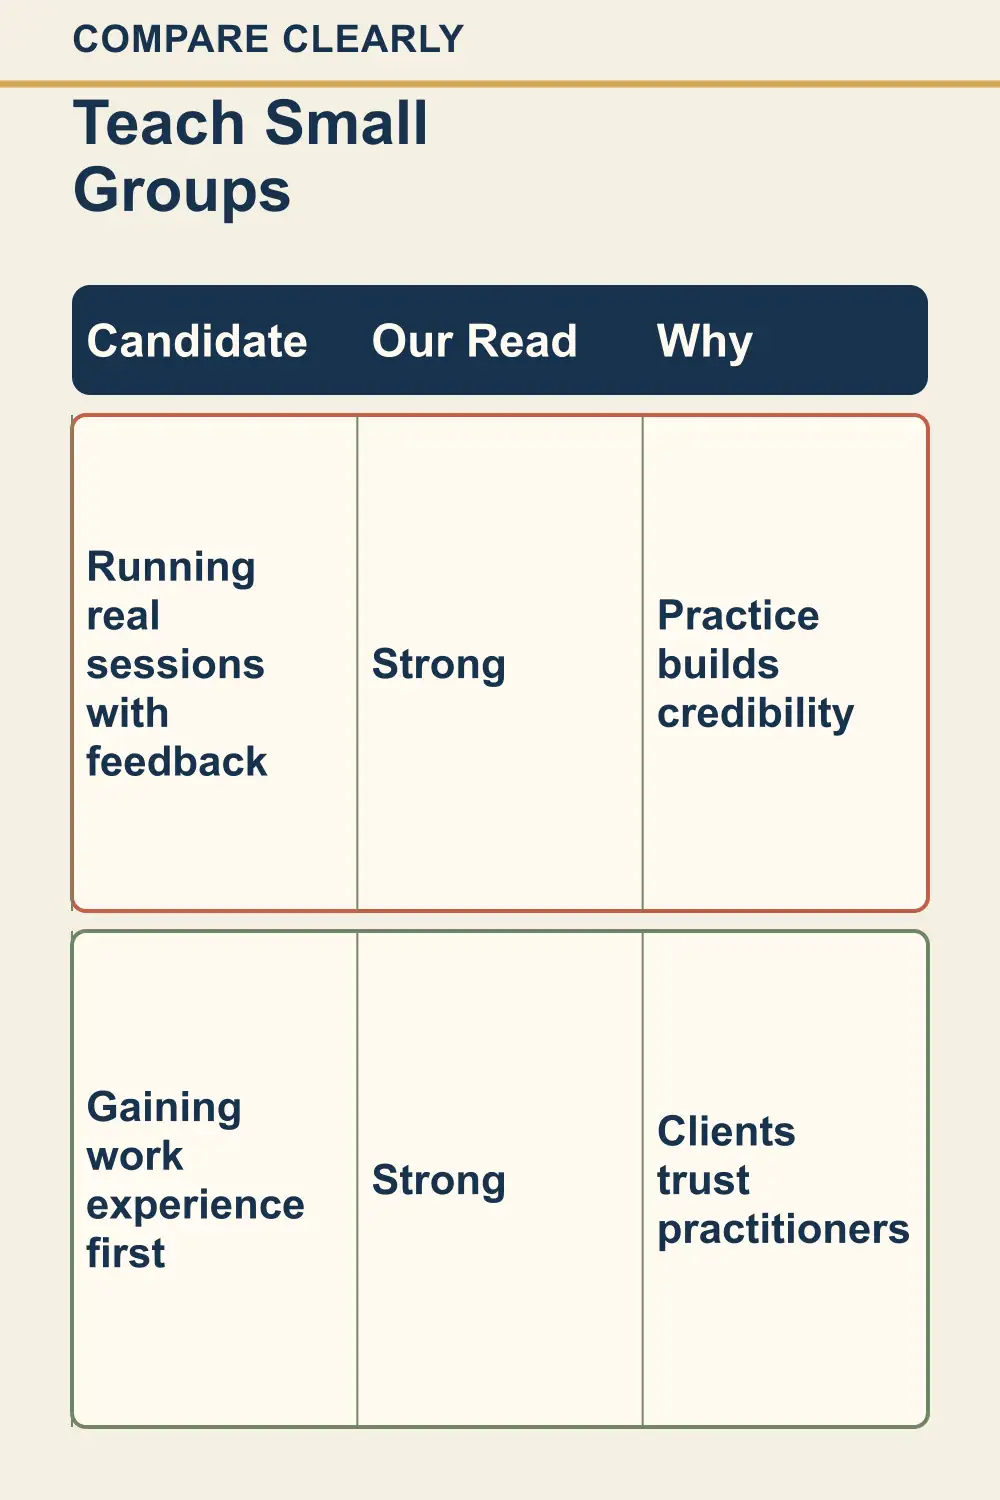 COMPARE CLEARLY
Teach Small
Groups
Candidate
Our Read
Why
Running
real
sessions
with
feedback
Strong
Practice
builds
credibility
Gaining
work
experience
first
Strong
Clients
trust
practitioners